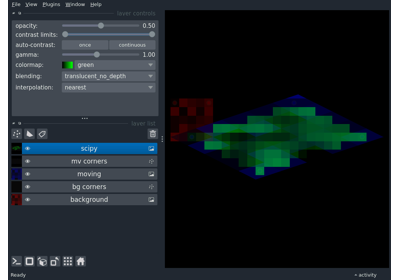 File View Plugins Window Help
layer controls
opacity: 0.50
contrast limits:
auto-contrast: once continuous
gamma: 1.00
colormap: green
blending: translucent_no_depth
interpolation: nearest
layer list
scipy
mv corners
moving
bg corners
background
Ready
activity